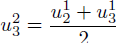 u_3^2 = \frac{u_2^1 + u_3^1}{2}